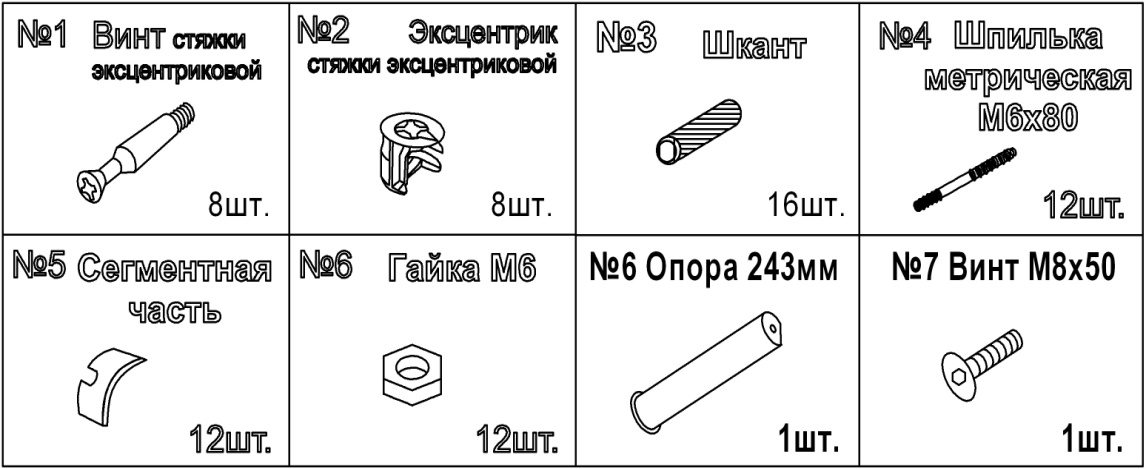 №1 Винт стяжки
эксцентриковой
8шт.
№2 Эксцентрик
стяжки эксцентриковой
8шт.
№3 Шкант
16шт.
№4 Шпилька
метрическая
М6х80
12шт.
№5 Сегментная
часть
12шт.
№6 Гайка М6
12шт.
№6 Опора 243мм
1шт.
№7 Винт М8х50
1шт.